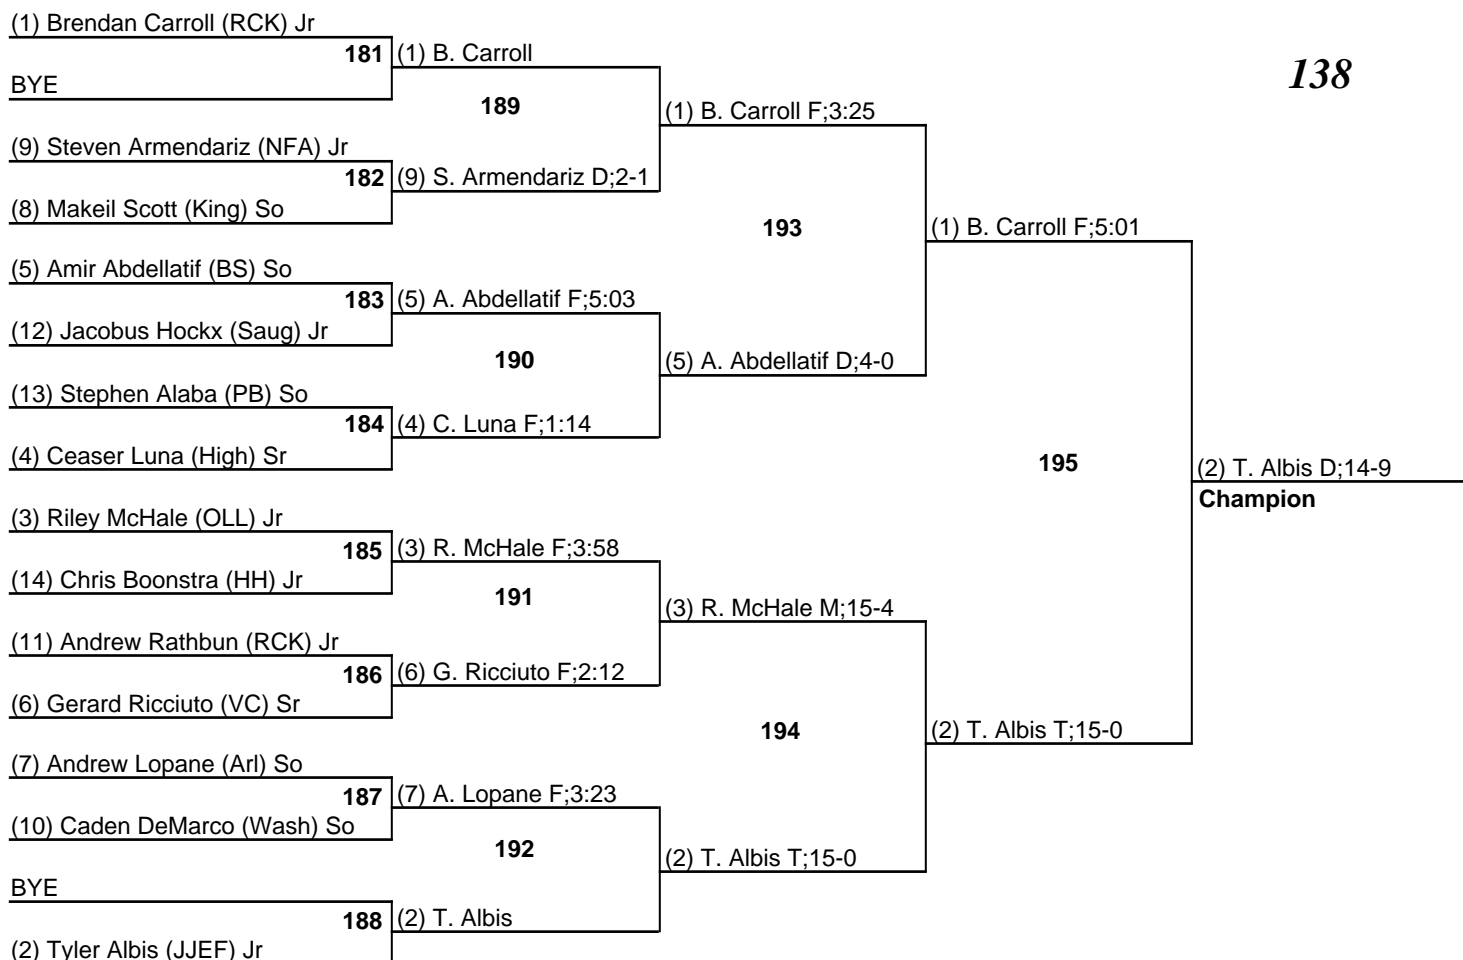 (1) Brendan Carroll (RCK) Jr
181
(1) B. Carroll
BYE
138
189
(1) B. Carroll F;3:25
(9) Steven Armendariz (NFA) Jr
182
(9) S. Armendariz D;2-1
(8) Makeil Scott (King) So
193
(1) B. Carroll F;5:01
(5) Amir Abdellatif (BS) So
183
(5) A. Abdellatif F;5:03
(12) Jacobus Hockx (Saug) Jr
190
(5) A. Abdellatif D;4-0
(13) Stephen Alaba (PB) So
184
(4) C. Luna F;1:14
(4) Ceaser Luna (High) Sr
195
(2) T. Albis D;14-9
Champion
(3) Riley McHale (OLL) Jr
185
(3) R. McHale F;3:58
(14) Chris Boonstra (HH) Jr
191
(3) R. McHale M;15-4
(11) Andrew Rathbun (RCK) Jr
186
(6) G. Ricciuto F;2:12
(6) Gerard Ricciuto (VC) Sr
194
(2) T. Albis T;15-0
(7) Andrew Lopane (Arl) So
187
(7) A. Lopane F;3:23
(10) Caden DeMarco (Wash) So
192
(2) T. Albis T;15-0
BYE
188
(2) T. Albis
(2) Tyler Albis (JJEF) Jr